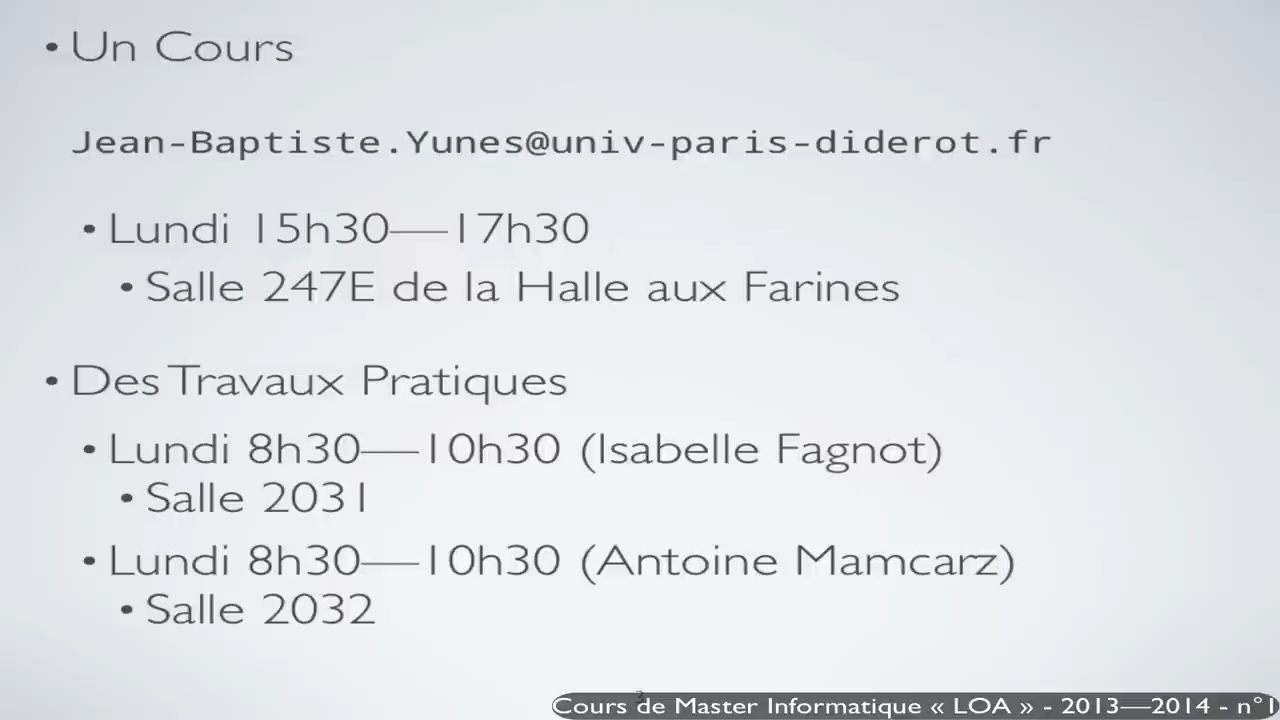 • Un Cours
Jean-Baptiste.Yunes@univ-paris-diderot.fr
• Lundi 15h30—17h30
• Salle 247E de la Halle aux Farines
• Des Travaux Pratiques
• Lundi 8h30—10h30 (Isabelle Fagnot)
• Salle 2031
• Lundi 8h30—10h30 (Antoine Mamcarz)
• Salle 2032
3
Cours de Master Informatique « LOA » - 2013—2014 - n°1